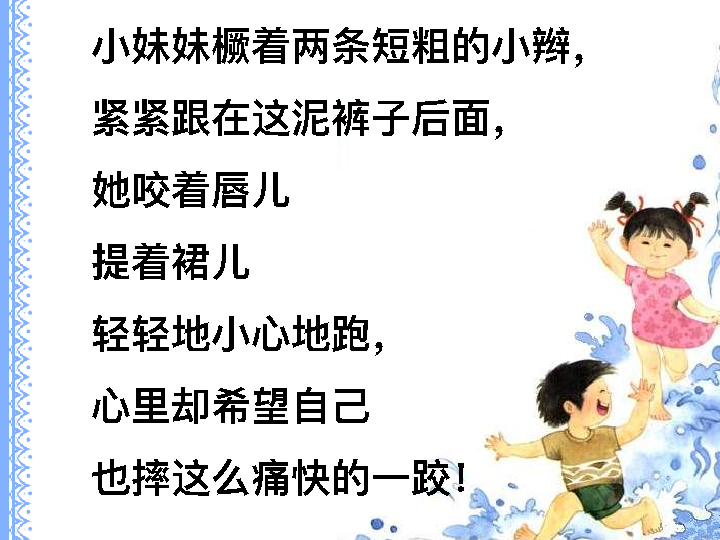 小妹妹橛着两条短粗的小辫，
紧紧跟在这泥裤子后面，
她咬着唇儿
提着裙儿
轻轻地小心地跑，
心里却希望自己
也摔这么痛快的一跤！